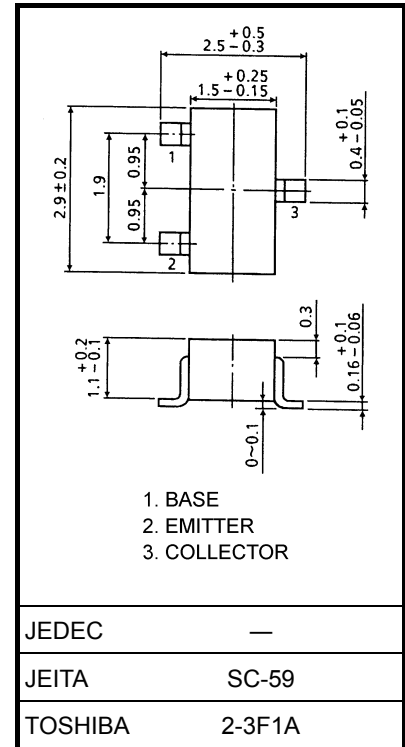 +0.5
2.5 – 0.3
+0.25
1.5 – 0.15
+0.1
0.4 – 0.05
2.9±0.2
1.9
0.95
0.95
1
2
3
+0.2
1.1 – 0.1
0.3
+0.1
0.16 – 0.06
0~0.1
1. BASE
2. EMITTER
3. COLLECTOR
JEDEC —
JEITA SC-59
TOSHIBA 2-3F1A